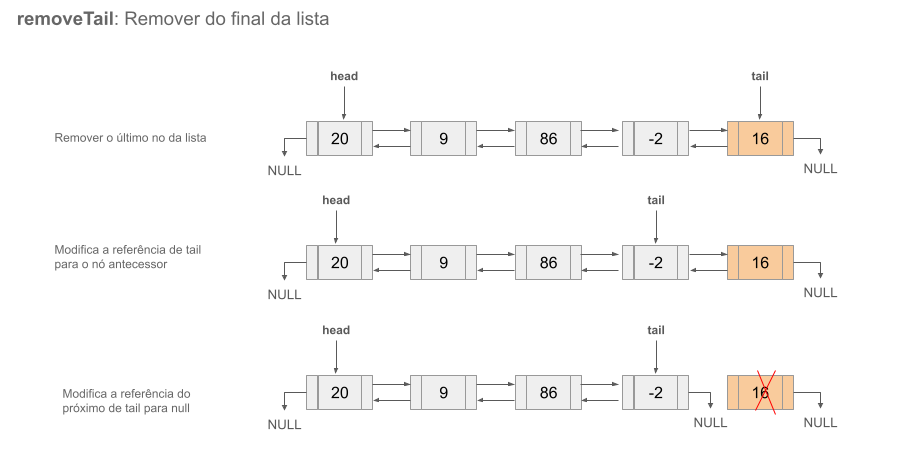 removeTail: Remover do final da lista
head
tail
Remover o último no da lista
20
9
86
-2
16
NULL
NULL
head
tail
Modifica a referência de tail
para o nó antecessor
20
9
86
-2
16
NULL
NULL
head
tail
Modifica a referência do
próximo de tail para null
20
9
86
-2
16
NULL
NULL
NULL